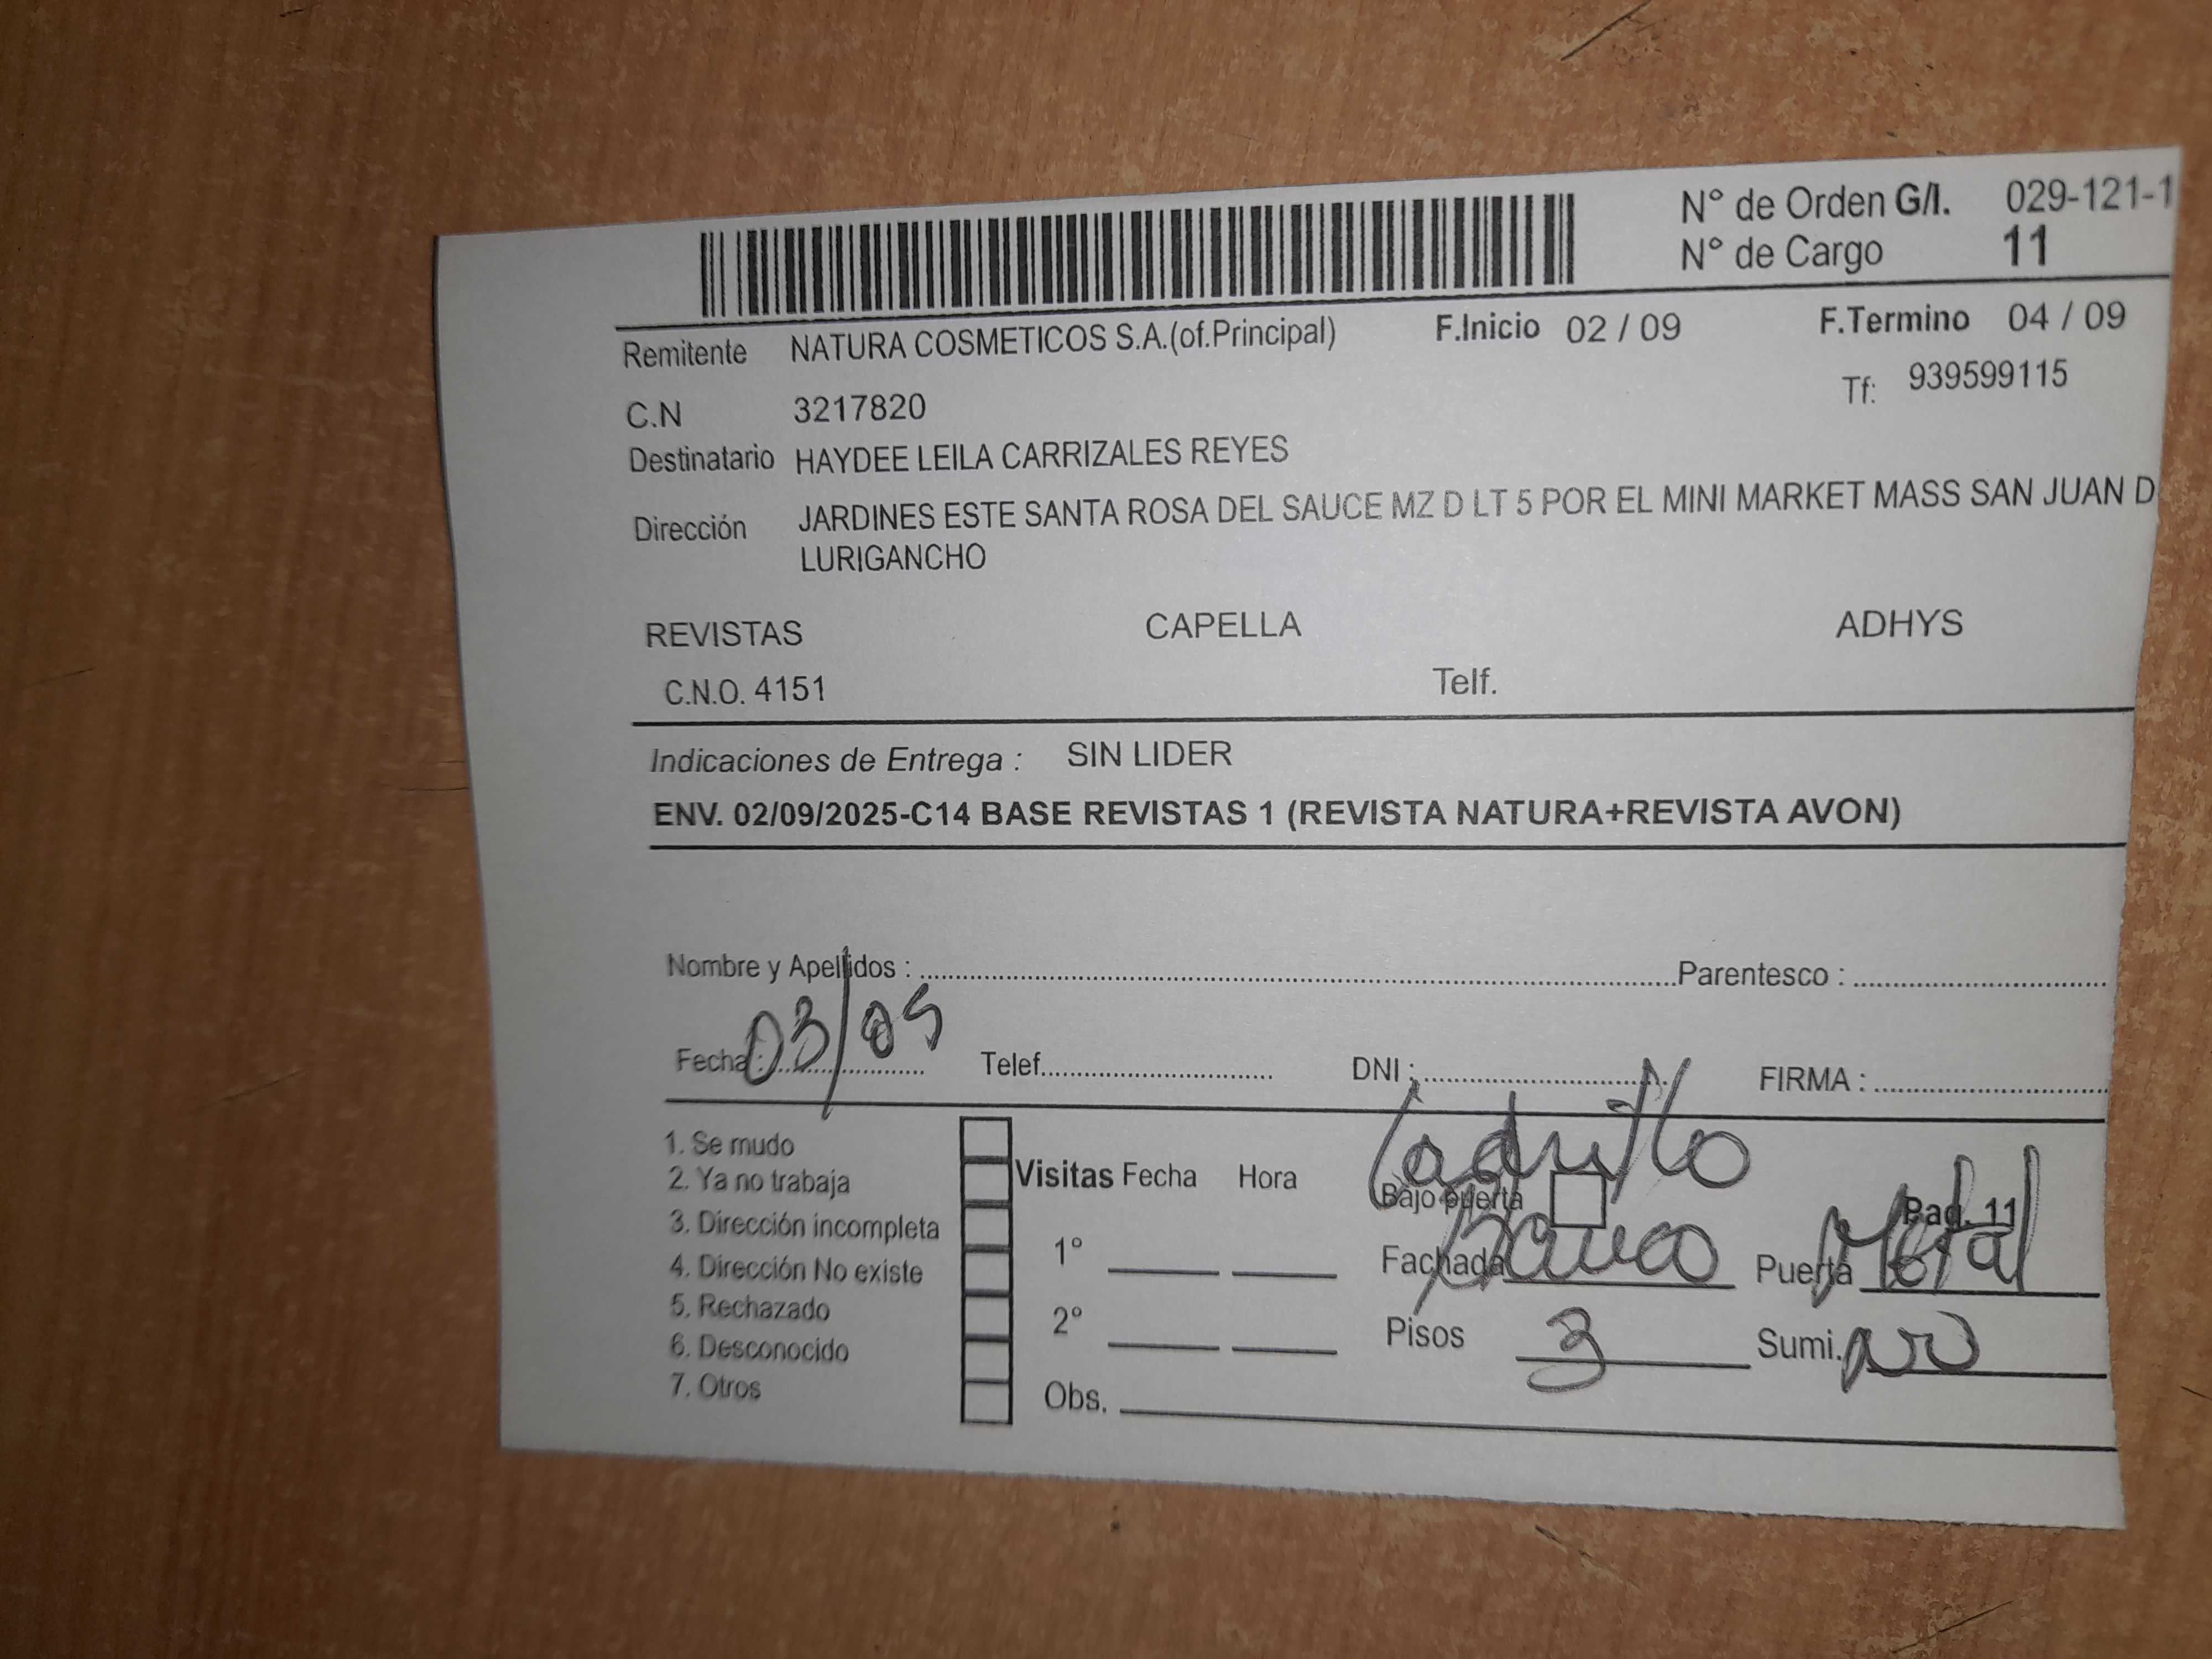 N° de Orden G/I. 029-121-1
N° de Cargo 11
Remitente NATURA COSMETICOS S.A.(of.Principal) F.Inicio 02 / 09 F.Termino 04 / 09
C.N 3217820 Tf: 939599115
Destinatario HAYDEE LEILA CARRIZALES REYES
Dirección JARDINES ESTE SANTA ROSA DEL SAUCE MZ D LT 5 POR EL MINI MARKET MASS SAN JUAN D
LURIGANCHO
REVISTAS CAPELLA ADHYS
C.N.O. 4151 Telf.
Indicaciones de Entrega : SIN LIDER
ENV. 02/09/2025-C14 BASE REVISTAS 1 (REVISTA NATURA+REVISTA AVON)
Nombre y Apellidos : Parentesco :
Fecha : 03/09 Telef. DNI : FIRMA :
1. Se mudo
2. Ya no trabaja
3. Dirección incompleta
4. Dirección No existe
5. Rechazado
6. Desconocido
7. Otros
Visitas Fecha Hora
1°
2°
Obs.
Ladrillo
Bajo puerta Pag. 11
Fachada Blanco Puerta Metal
Pisos 3 Sumi.